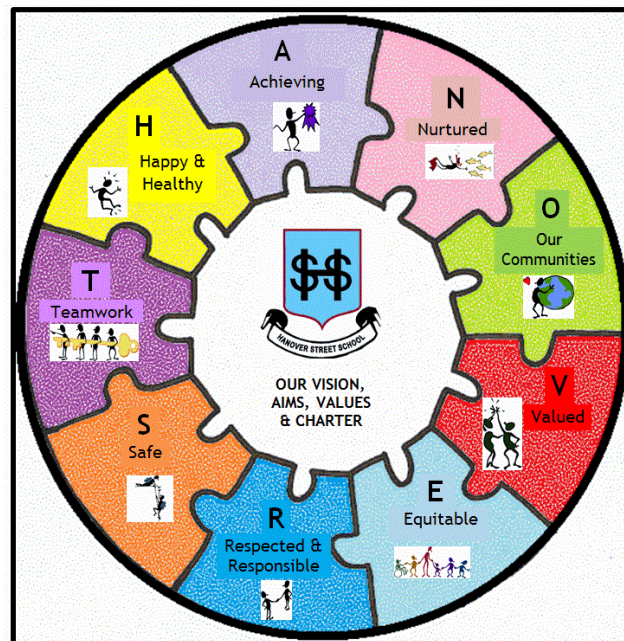 H
Happy &
Healthy
A
Achieving
N
Nurtured
O
Our
Communities
V
Valued
E
Equitable
R
Respected &
Responsible
S
Safe
T
Teamwork
HSS
HANOVER STREET SCHOOL
OUR VISION,
AIMS, VALUES
& CHARTER